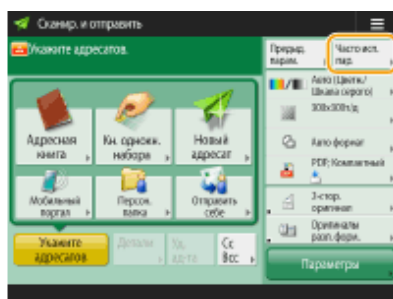 Сканир. и отправить
Укажите адресатов.
Предыд.
парам.
Часто исп.
пар.
Авто (Цветн./
Шкала серого)
300x300т/д
Авто формат
PDF; Компактный
2-стор.
оригинал
Оригиналы
разл. форм.
Параметры
Адресная
книга
Кн. однокн.
набора
Новый
адресат
Мобильный
портал
Персон.
папка
Отправить
себе
Укажите
адресатов
Детали
Уд.
ад-та
Cc
Bcc